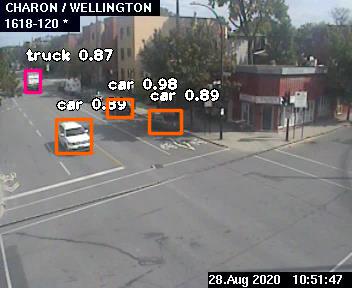 CHARON / WELLINGTON
1618-120 *
truck 0.87
car 0.98
car 0.89
car 0.89
28.Aug 2020 10:51:47